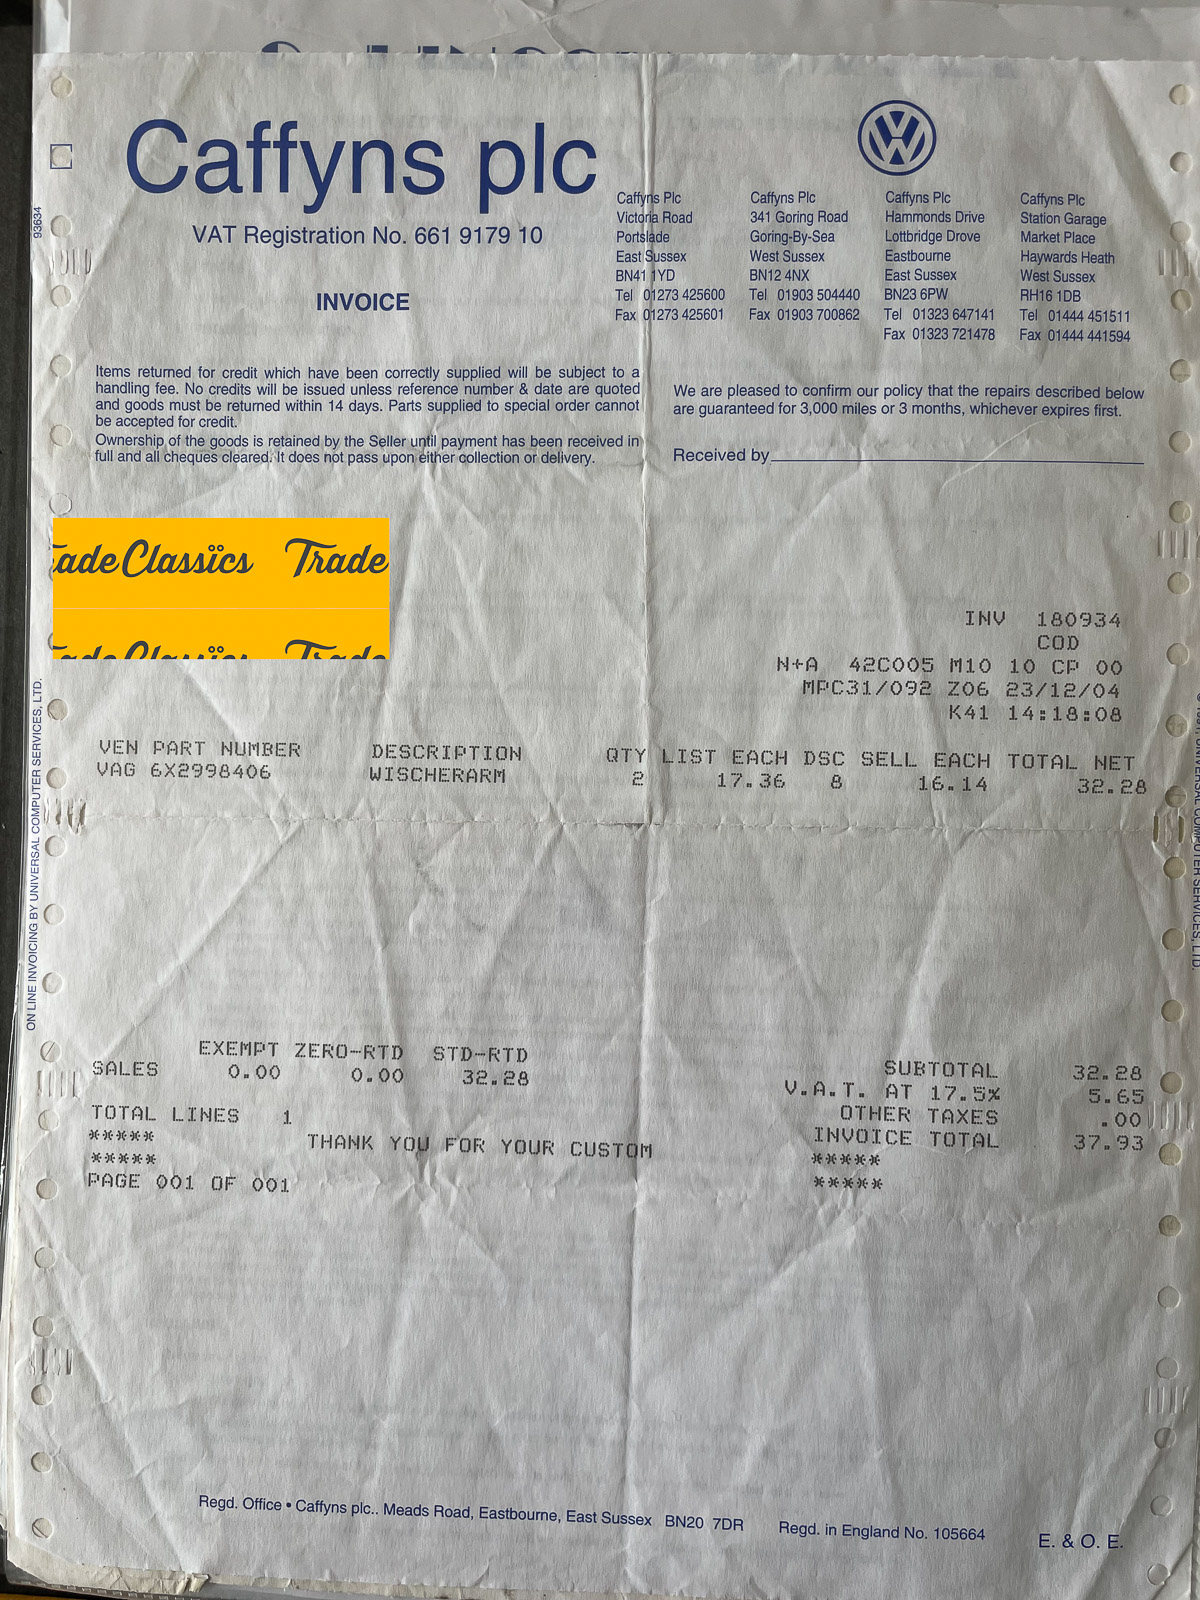 Caffyns plc
VAT Registration No. 661 9179 10
INVOICE
Caffyns Plc
Victoria Road
Portslade
East Sussex
BN41 1YD
Tel 01273 425600
Fax 01273 425601
Caffyns Plc
341 Goring Road
Goring-By-Sea
West Sussex
BN12 4NX
Tel 01903 504440
Fax 01903 700862
Caffyns Plc
Hammonds Drive
Lottbridge Drove
Eastbourne
East Sussex
BN23 6PW
Tel 01323 647141
Fax 01323 721478
Caffyns Plc
Station Garage
Market Place
Haywards Heath
West Sussex
RH16 1DB
Tel 01444 451511
Fax 01444 441594
93634
Items returned for credit which have been correctly supplied will be subject to a
handling fee. No credits will be issued unless reference number & date are quoted
and goods must be returned within 14 days. Parts supplied to special order cannot
be accepted for credit.
Ownership of the goods is retained by the Seller until payment has been received in
full and all cheques cleared. It does not pass upon either collection or delivery.
We are pleased to confirm our policy that the repairs described below
are guaranteed for 3,000 miles or 3 months, whichever expires first.
Received by
ade Classics Trade
INV 180934
COD
N+A 42C005 M10 10 CP 00
MPC31/092 Z06 23/12/04
K41 14:18:08
VEN PART NUMBER DESCRIPTION QTY LIST EACH DSC SELL EACH TOTAL NET
VAG 6X2998406 WISCHERARM 2 17.36 8 16.14 32.28
ON LINE INVOICING BY UNIVERSAL COMPUTER SERVICES, LTD.
EXEMPT ZERO-RTD STD-RTD
SALES 0.00 0.00 32.28
SUBTOTAL 32.28
V.A.T. AT 17.5% 5.65
TOTAL LINES 1
OTHER TAXES .00
***** THANK YOU FOR YOUR CUSTOM INVOICE TOTAL 37.93
***** *****
PAGE 001 OF 001 *****
Regd. Office • Caffyns plc.. Meads Road, Eastbourne, East Sussex BN20 7DR Regd. in England No. 105664 E. & O. E.